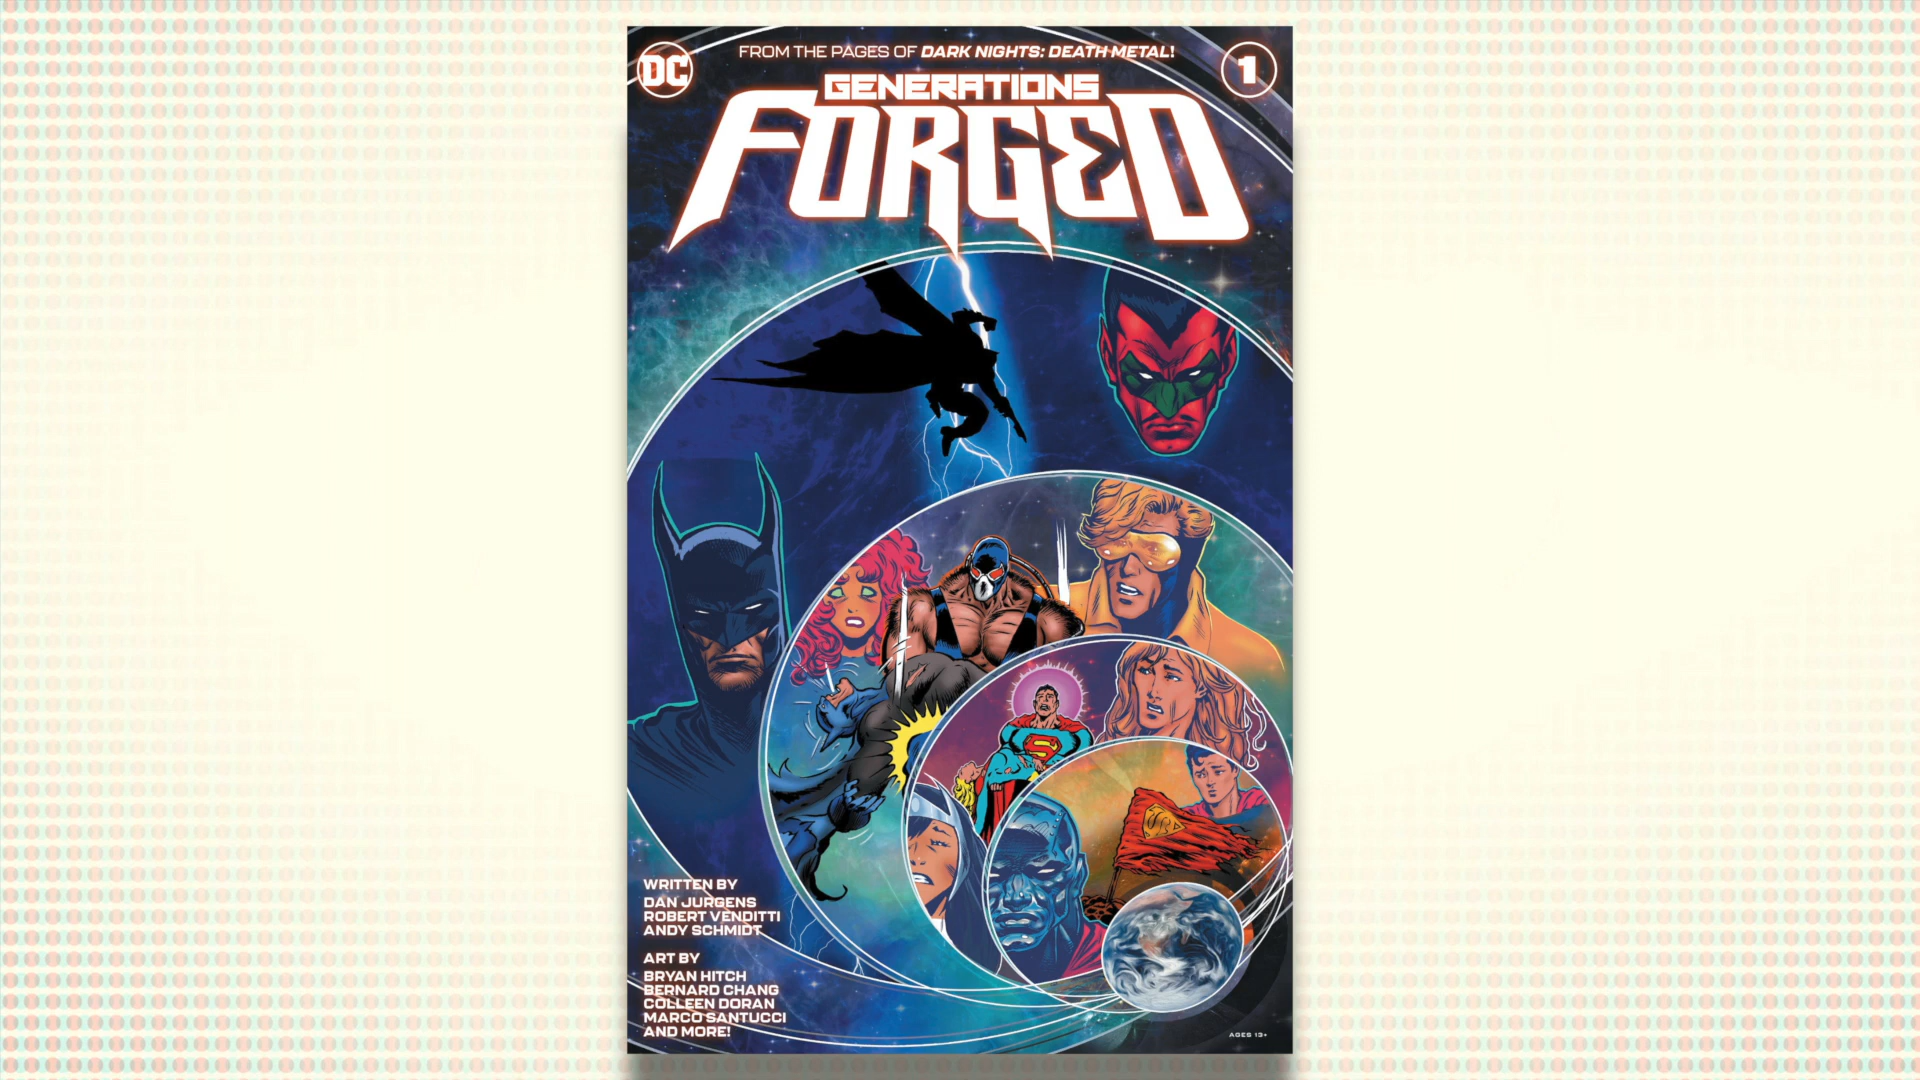 FROM THE PAGES OF DARK NIGHTS: DEATH METAL!
DC
1
GENERATIONS
FORGED
WRITTEN BY
DAN JURGENS
ROBERT VENDITTI
ANDY SCHMIDT
ART BY
BRYAN HITCH
BERNARD CHANG
COLLEEN DORAN
MARCO SANTUCCI
AND MORE!
AGES 13+